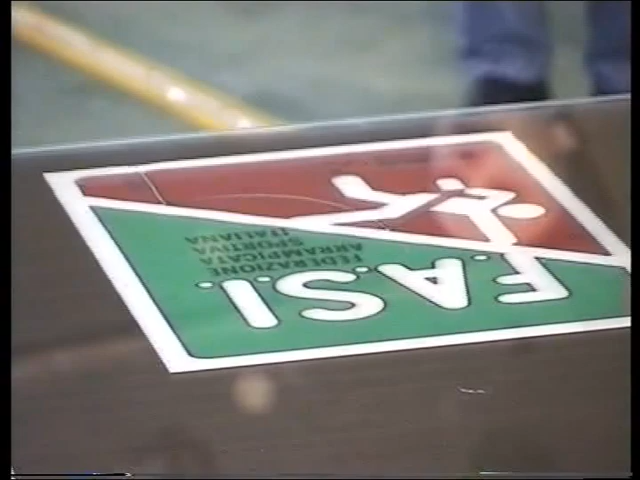 F.A.S.I.
FEDERAZIONE
ARRAMPICATA
SPORTIVA
ITALIANA